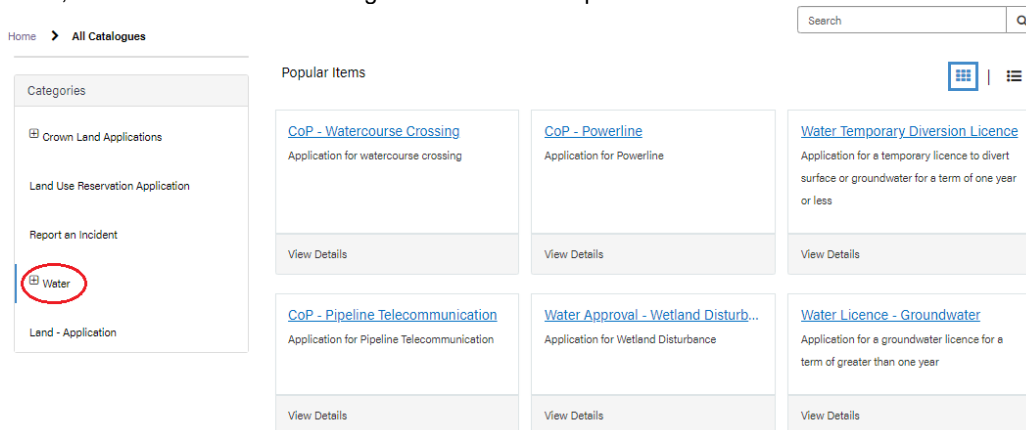 Search
Home > All Catalogues
Popular Items
Categories
Crown Land Applications
Land Use Reservation Application
Report an Incident
Water
Land - Application
CoP - Watercourse Crossing
Application for watercourse crossing
View Details
CoP - Powerline
Application for Powerline
View Details
Water Temporary Diversion Licence
Application for a temporary licence to divert
surface or groundwater for a term of one year
or less
View Details
CoP - Pipeline Telecommunication
Application for Pipeline Telecommunication
View Details
Water Approval - Wetland Disturb...
Application for Wetland Disturbance
View Details
Water Licence - Groundwater
Application for a groundwater licence for a
term of greater than one year
View Details